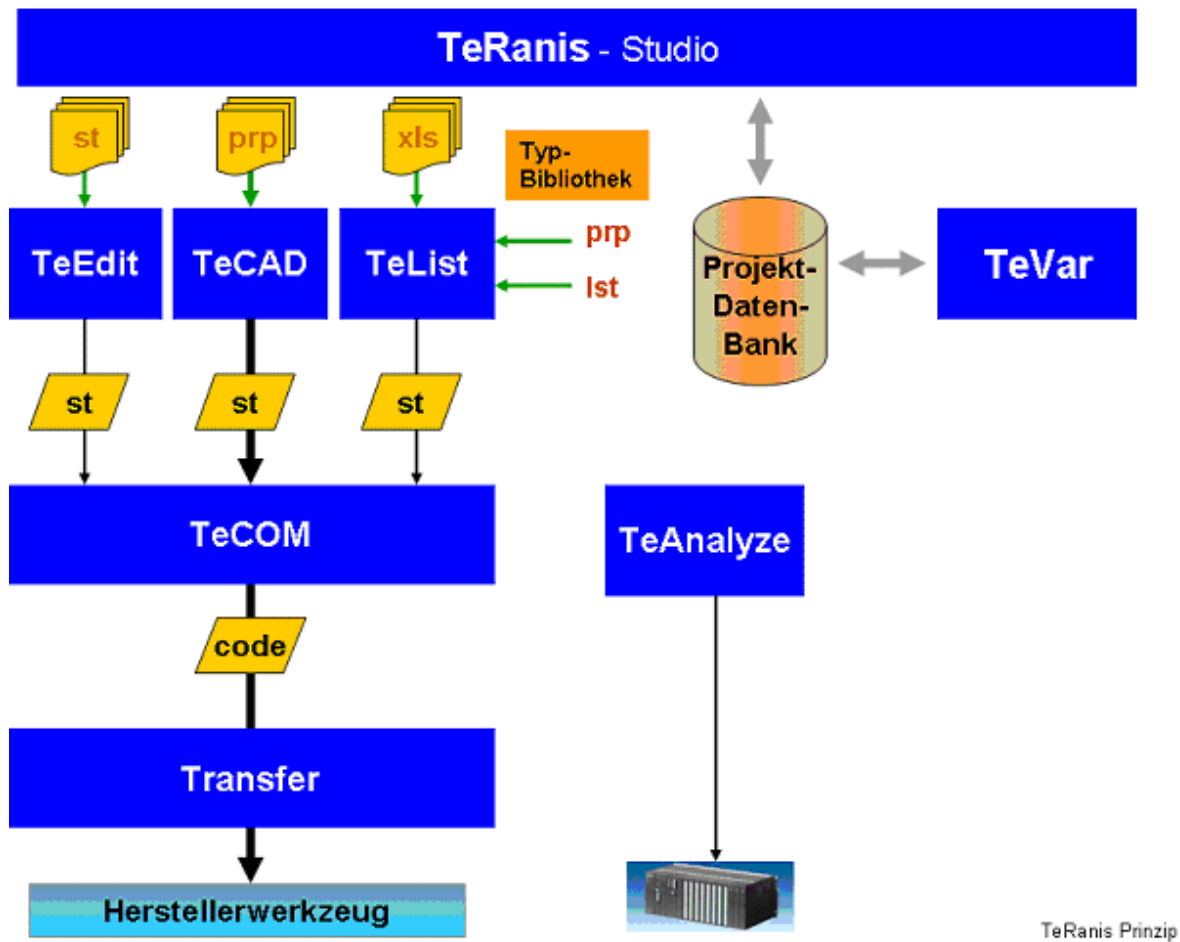 TeRanis - Studio
st
prp
xls
Typ-
Bibliothek
prp
lst
TeEdit
TeCAD
TeList
Projekt-
Daten-
Bank
TeVar
st
st
st
TeCOM
TeAnalyze
code
Transfer
Herstellerwerkzeug
TeRanis Prinzip